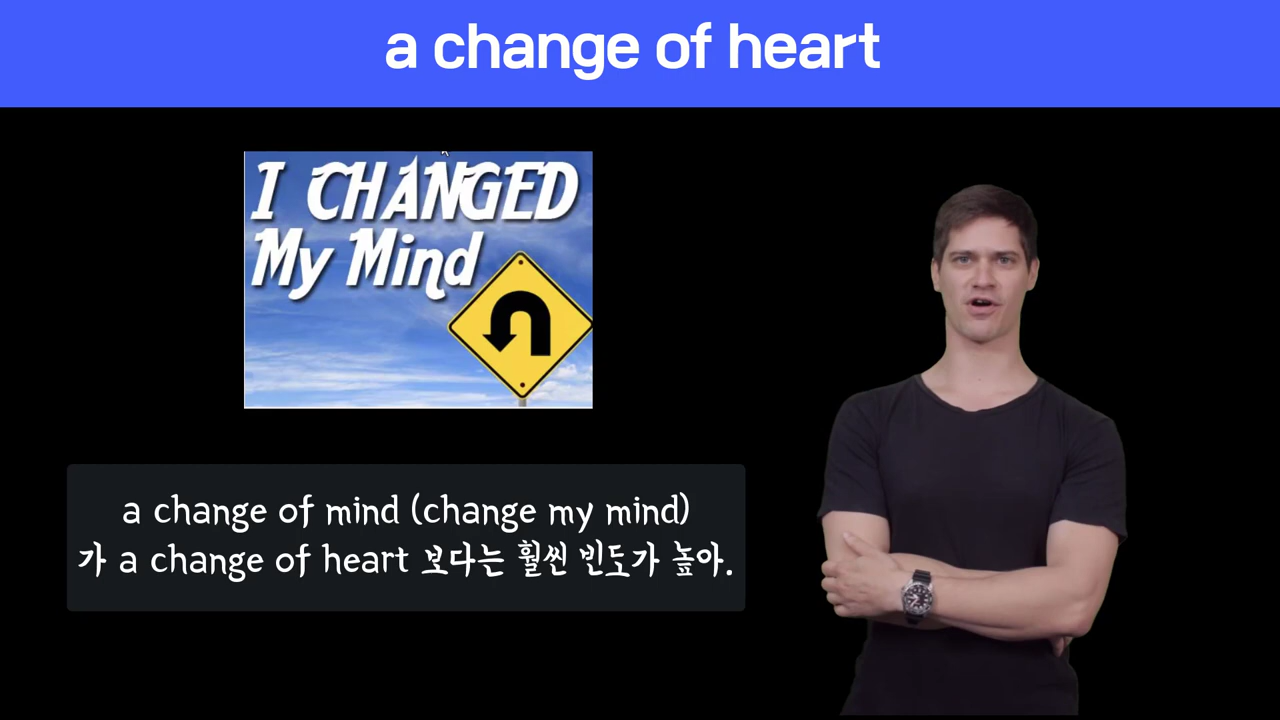 a change of heart
I CHANGED
My Mind
a change of mind (change my mind)
가 a change of heart 보다는 훨씬 빈도가 높아.